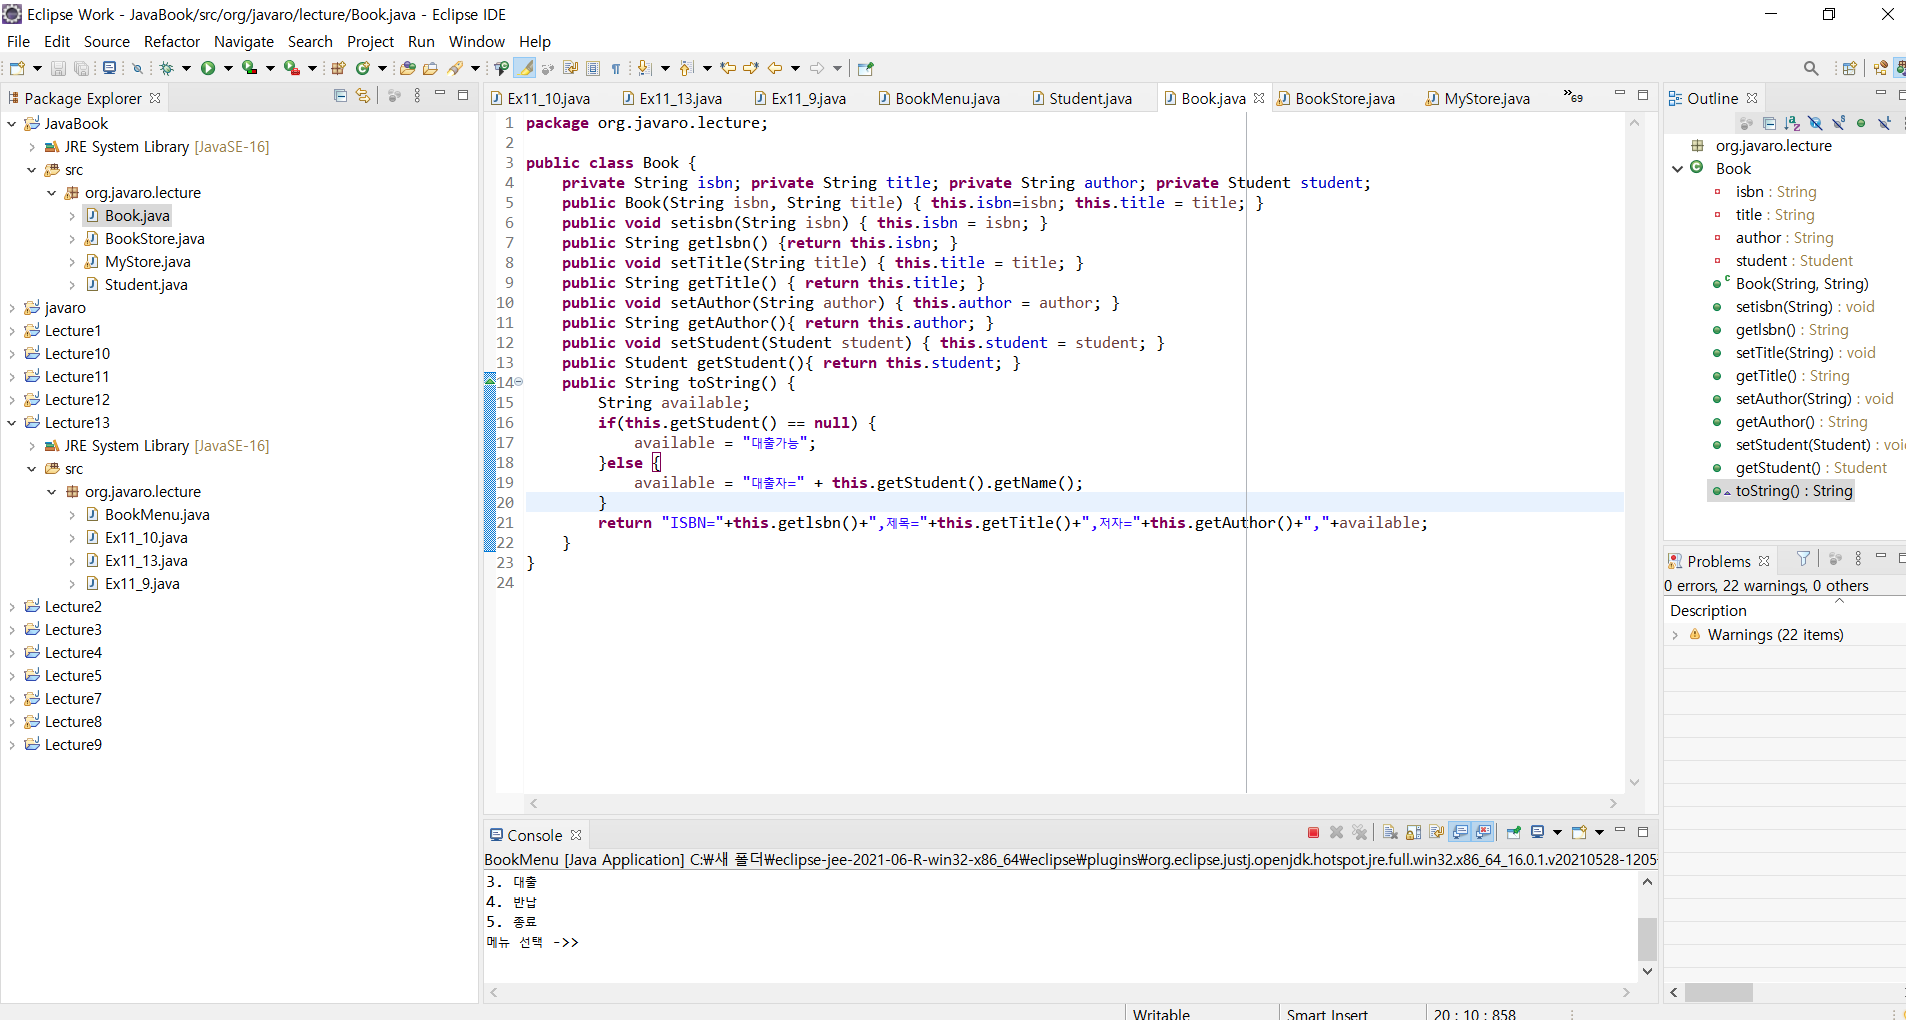 Eclipse Work - JavaBook/src/org/javaro/lecture/Book.java - Eclipse IDE
File Edit Source Refactor Navigate Search Project Run Window Help
Package Explorer
JavaBook
JRE System Library [JavaSE-16]
src
org.javaro.lecture
Book.java
BookStore.java
MyStore.java
Student.java
javaro
Lecture1
Lecture10
Lecture11
Lecture12
Lecture13
JRE System Library [JavaSE-16]
src
org.javaro.lecture
BookMenu.java
Ex11_10.java
Ex11_13.java
Ex11_9.java
Lecture2
Lecture3
Lecture4
Lecture5
Lecture7
Lecture8
Lecture9
Ex11_10.java Ex11_13.java Ex11_9.java BookMenu.java Student.java Book.java BookStore.java MyStore.java »69
1 package org.javaro.lecture;
2
3 public class Book {
4 private String isbn; private String title; private String author; private Student student;
5 public Book(String isbn, String title) { this.isbn=isbn; this.title = title; }
6 public void setisbn(String isbn) { this.isbn = isbn; }
7 public String getlsbn() {return this.isbn; }
8 public void setTitle(String title) { this.title = title; }
9 public String getTitle() { return this.title; }
10 public void setAuthor(String author) { this.author = author; }
11 public String getAuthor(){ return this.author; }
12 public void setStudent(Student student) { this.student = student; }
13 public Student getStudent(){ return this.student; }
14 public String toString() {
15 String available;
16 if(this.getStudent() == null) {
17 available = "대출가능";
18 }else {
19 available = "대출자=" + this.getStudent().getName();
20 }
21 return "ISBN="+this.getlsbn()+",제목="+this.getTitle()+",저자="+this.getAuthor()+","+available;
22 }
23 }
24
Console
BookMenu [Java Application] C:₩새 폴더₩eclipse-jee-2021-06-R-win32-x86_64₩eclipse₩plugins₩org.eclipse.justj.openjdk.hotspot.jre.full.win32.x86_64_16.0.1.v20210528-1205
3. 대출
4. 반납
5. 종료
메뉴 선택 ->>
Outline
org.javaro.lecture
Book
isbn : String
title : String
author : String
student : Student
Book(String, String)
setisbn(String) : void
getlsbn() : String
setTitle(String) : void
getTitle() : String
setAuthor(String) : void
getAuthor() : String
setStudent(Student) : voi
getStudent() : Student
toString() : String
Problems
0 errors, 22 warnings, 0 others
Description
Warnings (22 items)
Writable Smart Insert 20 : 10 : 858